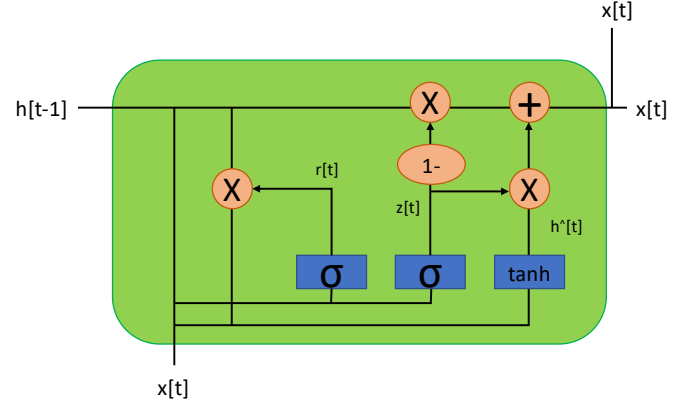 x[t]
h[t-1]
X
+
x[t]
1-
r[t]
X
X
z[t]
h^[t]
σ
σ
tanh
x[t]